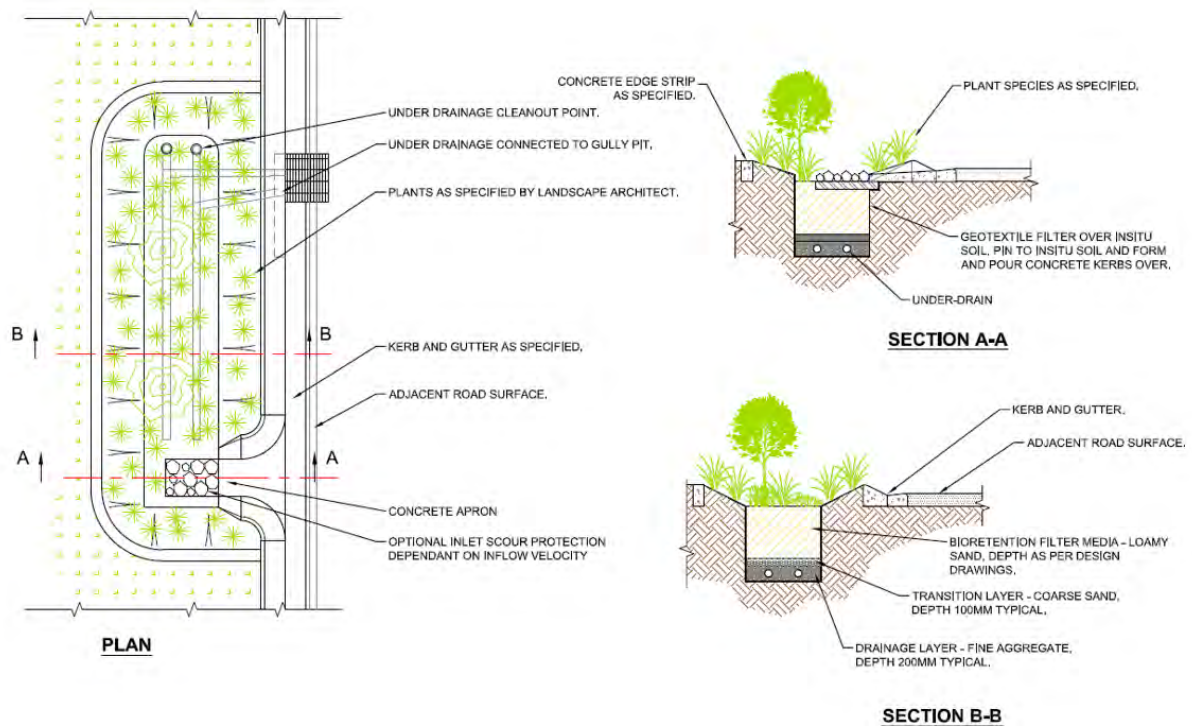 UNDER DRAINAGE CLEANOUT POINT.
UNDER DRAINAGE CONNECTED TO GULLY PIT.
PLANTS AS SPECIFIED BY LANDSCAPE ARCHITECT.
B
B
KERB AND GUTTER AS SPECIFIED.
ADJACENT ROAD SURFACE.
A
A
CONCRETE APRON
OPTIONAL INLET SCOUR PROTECTION
DEPENDANT ON INFLOW VELOCITY
PLAN
CONCRETE EDGE STRIP
AS SPECIFIED.
PLANT SPECIES AS SPECIFIED.
GEOTEXTILE FILTER OVER INSITU
SOIL. PIN TO INSITU SOIL AND FORM
AND POUR CONCRETE KERBS OVER.
UNDER-DRAIN
SECTION A-A
KERB AND GUTTER.
ADJACENT ROAD SURFACE.
BIORETENTION FILTER MEDIA - LOAMY
SAND, DEPTH AS PER DESIGN
DRAWINGS.
TRANSITION LAYER - COARSE SAND,
DEPTH 100MM TYPICAL.
DRAINAGE LAYER - FINE AGGREGATE,
DEPTH 200MM TYPICAL.
SECTION B-B